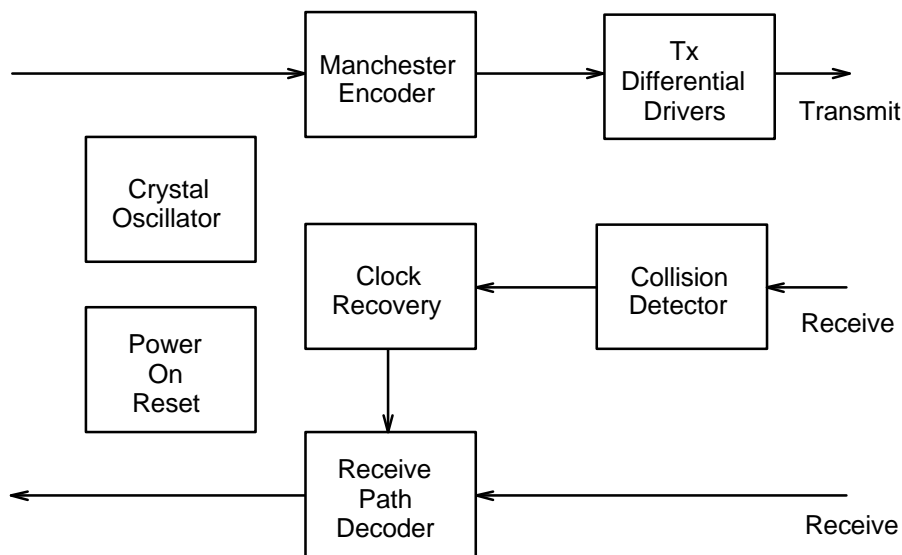 Manchester
Encoder
Tx
Differential
Drivers
Transmit
Crystal
Oscillator
Clock
Recovery
Collision
Detector
Receive
Power
On
Reset
Receive
Path
Decoder
Receive